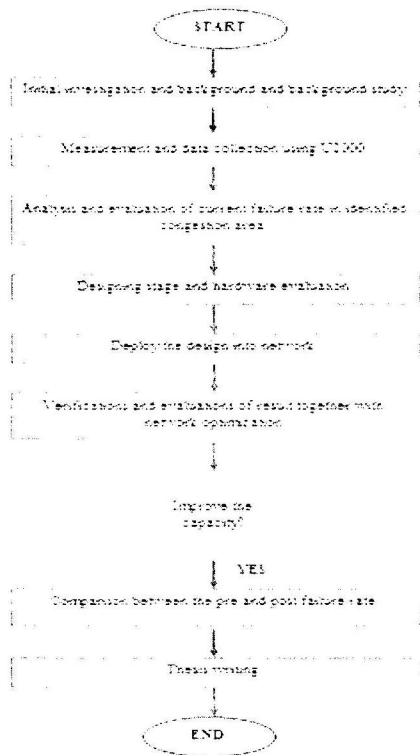 START
Initial investigation and background and background study
Measurement and data collection using U2000
Analysis and evaluation of current failure rate in identified
congestion area
Designing stage and hardware evaluation
Deploy the design into network
Verifications and evaluations of result together with
network optimization
Improve the
capacity?
YES
Comparison between the pre and post failure rate
Thesis writing
END